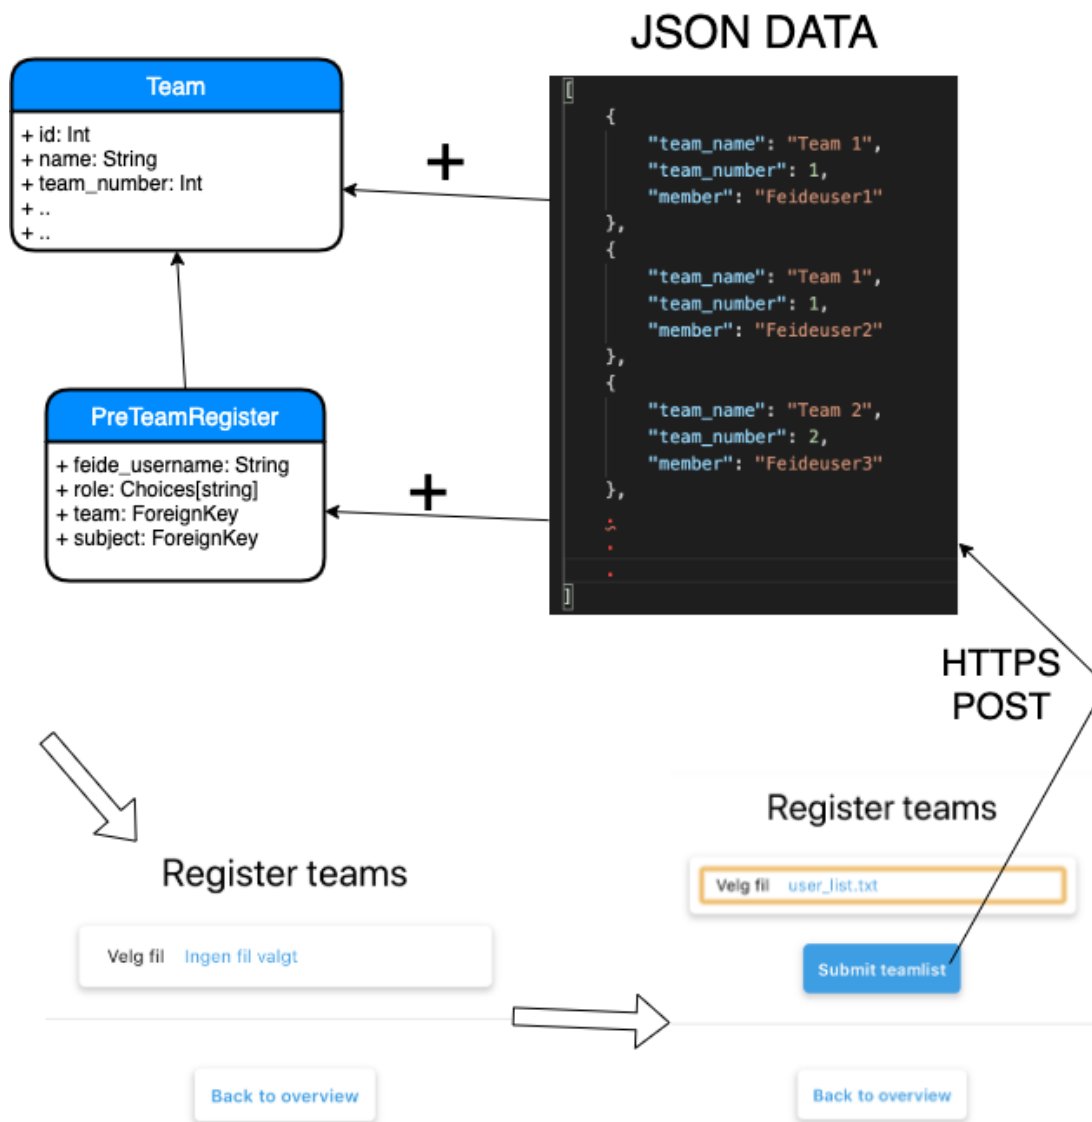 JSON DATA
Team
+ id: Int
+ name: String
+ team_number: Int
+ ..
+ ..
+
[
{
"team_name": "Team 1",
"team_number": 1,
"member": "Feideuser1"
},
{
"team_name": "Team 1",
"team_number": 1,
"member": "Feideuser2"
},
{
"team_name": "Team 2",
"team_number": 2,
"member": "Feideuser3"
},
.
.
.
]
PreTeamRegister
+ feide_username: String
+ role: Choices[string]
+ team: ForeignKey
+ subject: ForeignKey
+
HTTPS
POST
Register teams
Velg fil Ingen fil valgt
Back to overview
Register teams
Velg fil user_list.txt
Submit teamlist
Back to overview